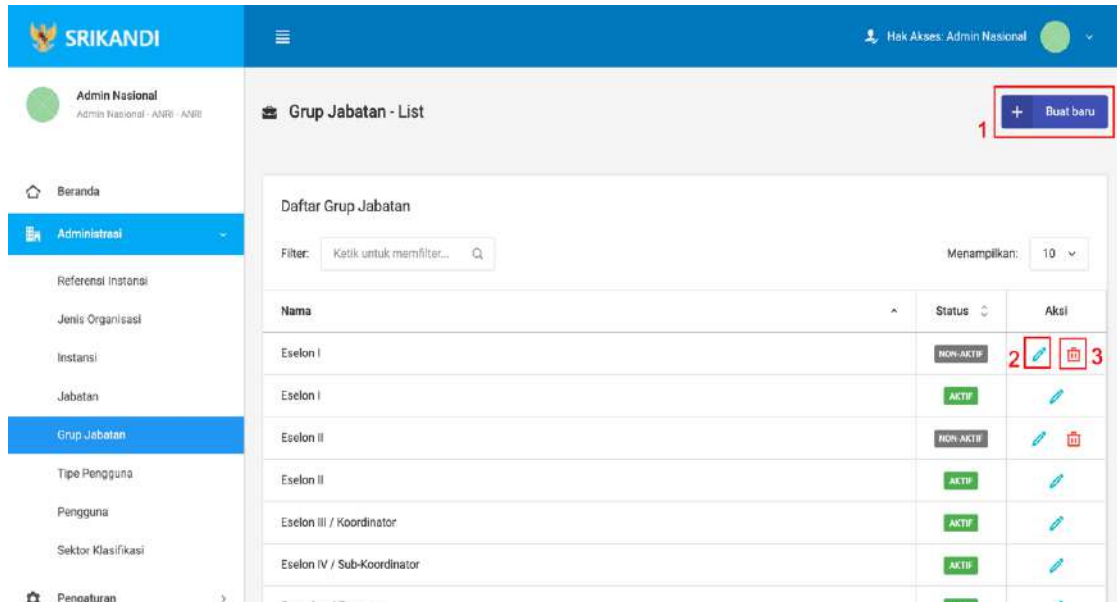 SRIKANDI
Hak Akses: Admin Nasional
Admin Nasional
Admin Nasional - ANRI - ANRI
Grup Jabatan - List
1
+ Buat baru
Beranda
Administrasi
Referensi Instansi
Jenis Organisasi
Instansi
Jabatan
Grup Jabatan
Tipe Pengguna
Pengguna
Sektor Klasifikasi
Pengaturan
Daftar Grup Jabatan
Filter: Ketik untuk memfilter...
Menampilkan: 10
Nama Status Aksi
Eselon I NON-AKTIF 2 3
Eselon I AKTIF
Eselon II NON-AKTIF
Eselon II AKTIF
Eselon III / Koordinator AKTIF
Eselon IV / Sub-Koordinator AKTIF